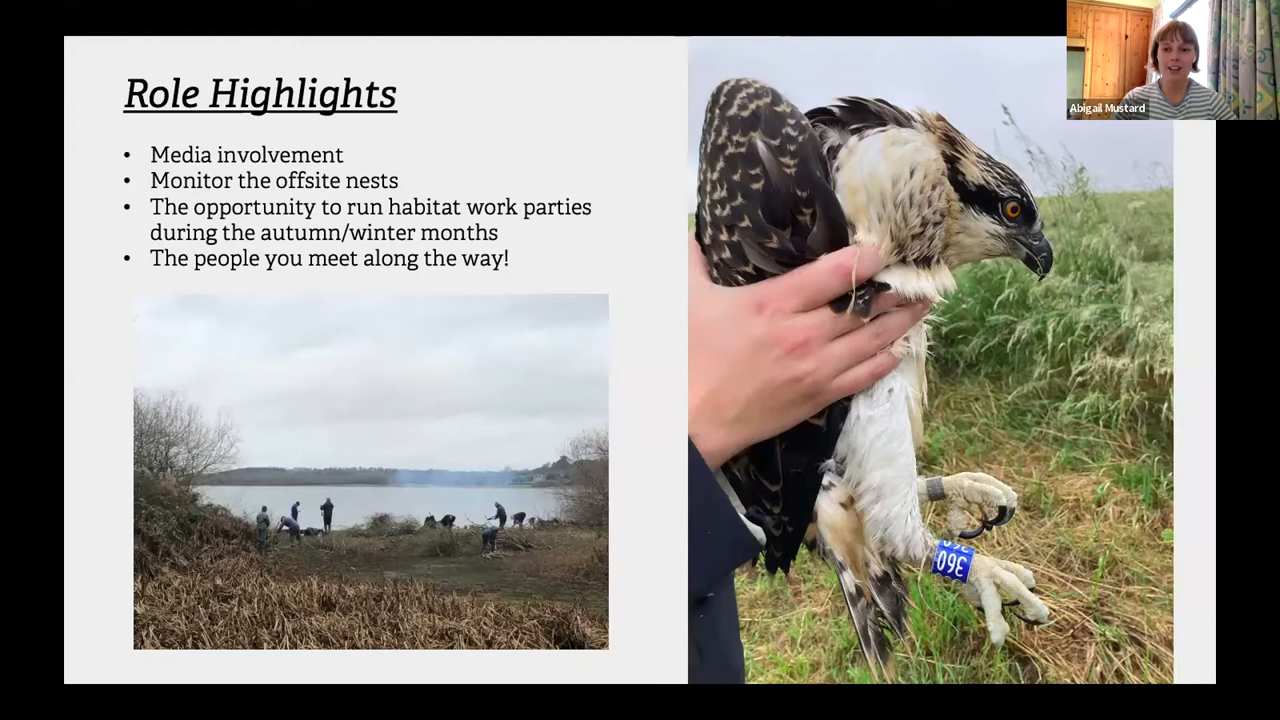 Role Highlights
• Media involvement
• Monitor the offsite nests
• The opportunity to run habitat work parties
during the autumn/winter months
• The people you meet along the way!
Abigail Mustard
360
360